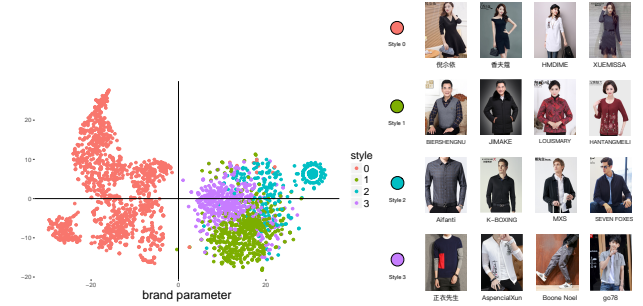 20
10
0
−10
−20
−20
0
20
brand parameter
style
0
1
2
3
Style 0
倪尔依
香夫蔻
HMDIME
XUEMISSA
Style 1
BIERSHENGNU
JIMAKE
LOUISMARY
HANTANGMEILI
Style 2
Aifanti
K-BOXING
MXS
SEVEN FOXES
Style 3
正衣先生
AspencialXun
Boone Noel
go78